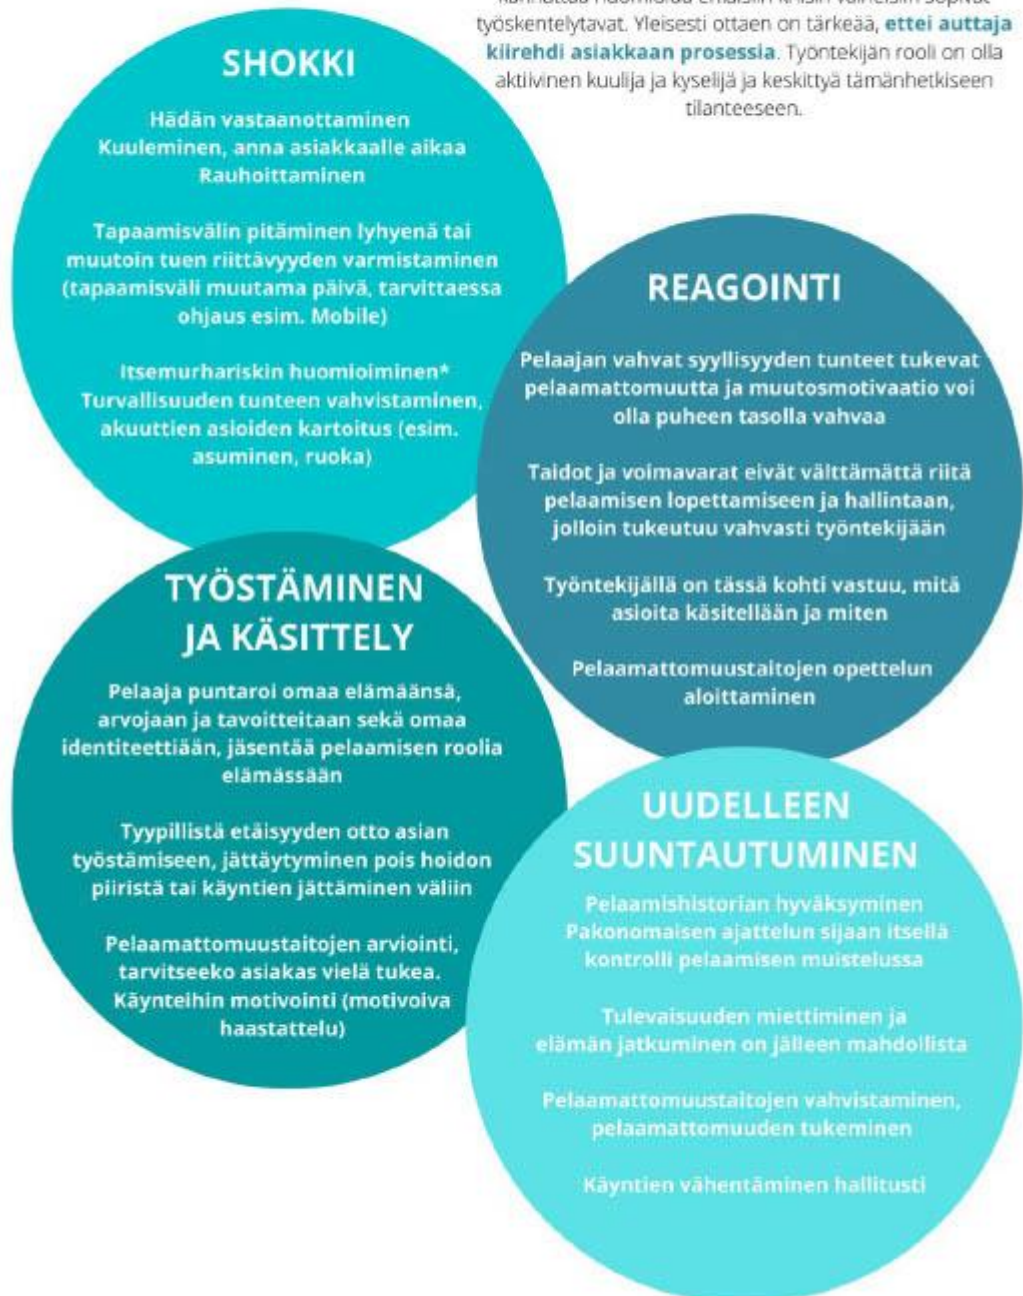 työskentelytavat. Yleisesti ottaen on tärkeää, ettei auttaja
kiirehdi asiakkaan prosessia. Työntekijän rooli on olla
aktiivinen kuulija ja kyselijä ja keskittyä tämänhetkiseen
tilanteeseen.
SHOKKI
Hädän vastaanottaminen
Kuuleminen, anna asiakkaalle aikaa
Rauhoittaminen
Tapaamisvälin pitäminen lyhyenä tai
muutoin tuen riittävyyden varmistaminen
(tapaamisväli muutama päivä, tarvittaessa
ohjaus esim. Mobile)
Itsemurhariskin huomioiminen*
Turvallisuuden tunteen vahvistaminen,
akuuttien asioiden kartoitus (esim.
asuminen, ruoka)
REAGOINTI
Pelaajan vahvat syyllisyyden tunteet tukevat
pelaamattomuutta ja muutosmotivaatio voi
olla puheen tasolla vahvaa
Taidot ja voimavarat eivät välttämättä riitä
pelaamisen lopettamiseen ja hallintaan,
jolloin tukeutuu vahvasti työntekijään
Työntekijällä on tässä kohti vastuu, mitä
asioita käsitellään ja miten
Pelaamattomuustaitojen opettelun
aloittaminen
TYÖSTÄMINEN
JA KÄSITTELY
Pelaaja puntaroi omaa elämäänsä,
arvojaan ja tavoitteitaan sekä omaa
identiteettiään, jäsentää pelaamisen roolia
elämässään
Tyypillistä etäisyyden otto asian
työstämiseen, jättäytyminen pois hoidon
piiristä tai käyntien jättäminen väliin
Pelaamattomuustaitojen arviointi,
tarvitseeko asiakas vielä tukea.
Käynteihin motivointi (motivoiva
haastattelu)
UUDELLEEN
SUUNTAUTUMINEN
Pelaamishistorian hyväksyminen
Pakonomaisen ajattelun sijaan itsellä
kontrolli pelaamisen muistelussa
Tulevaisuuden miettiminen ja
elämän jatkuminen on jälleen mahdollista
Pelaamattomuustaitojen vahvistaminen,
pelaamattomuuden tukeminen
Käyntien vähentäminen hallitusti